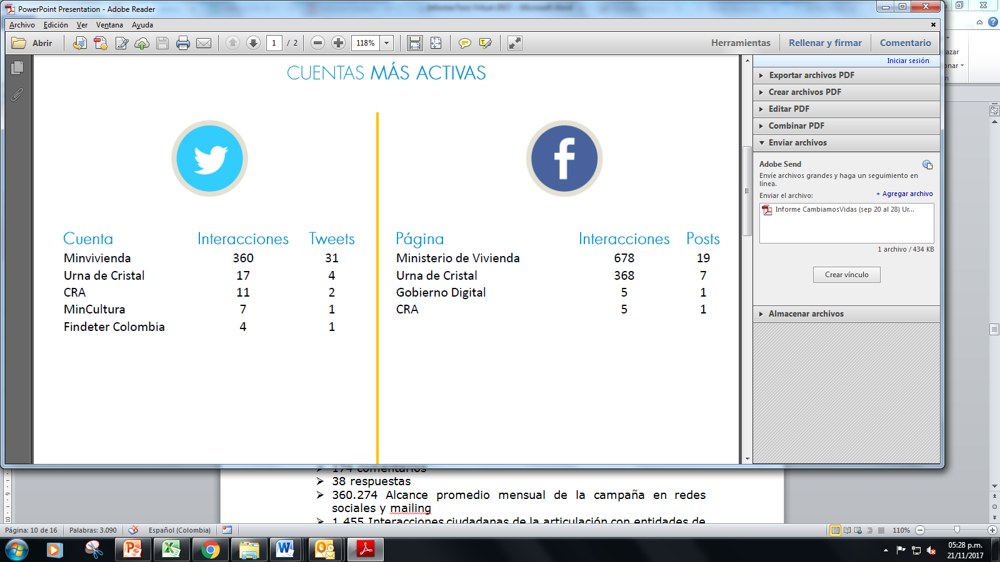 PowerPoint Presentation - Adobe Reader
Archivo Edición Ver Ventana Ayuda
Abrir 1 / 2 118% Herramientas Rellenar y firmar Comentario
Iniciar sesión
CUENTAS MÁS ACTIVAS
Cuenta Interacciones Tweets
Minvivienda 360 31
Urna de Cristal 17 4
CRA 11 2
MinCultura 7 1
Findeter Colombia 4 1
Página Interacciones Posts
Ministerio de Vivienda 678 19
Urna de Cristal 368 7
Gobierno Digital 5 1
CRA 5 1
Exportar archivos PDF
Crear archivos PDF
Editar PDF
Combinar PDF
Enviar archivos
Adobe Send
Envíe archivos grandes y haga un seguimiento en
línea.
Enviar el archivo: + Agregar archivo
Informe CambiamosVidas (sep 20 al 28) Ur...
1 archivo / 434 KB
Crear vínculo
Almacenar archivos
174 comentarios
38 respuestas
360.274 Alcance promedio mensual de la campaña en redes
sociales y mailing
1.455 Interacciones ciudadanas de la articulación con entidades de
Página: 10 de 16 Palabras: 3.090 Español (Colombia) 110%
05:28 p.m.
21/11/2017